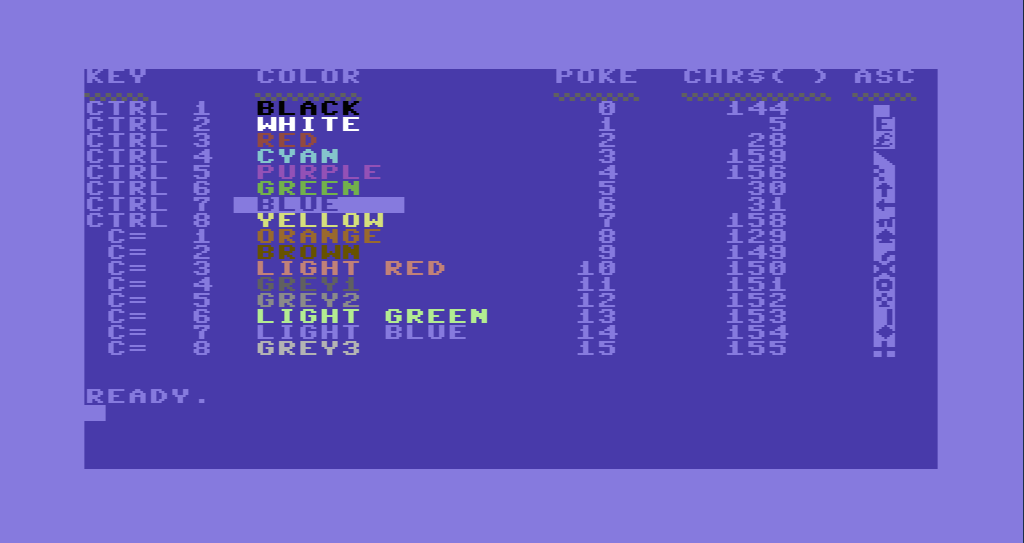 KEY COLOR POKE CHR$( ) ASC
CTRL 1 BLACK 0 144
CTRL 2 WHITE 1 5 E
CTRL 3 RED 2 28 £
CTRL 4 CYAN 3 159
CTRL 5 PURPLE 4 156
CTRL 6 GREEN 5 30 ↑
CTRL 7 BLUE 6 31 ←
CTRL 8 YELLOW 7 158
C= 1 ORANGE 8 129
C= 2 BROWN 9 149
C= 3 LIGHT RED 10 150
C= 4 GREY1 11 151
C= 5 GREY2 12 152
C= 6 LIGHT GREEN 13 153
C= 7 LIGHT BLUE 14 154
C= 8 GREY3 15 155
READY.